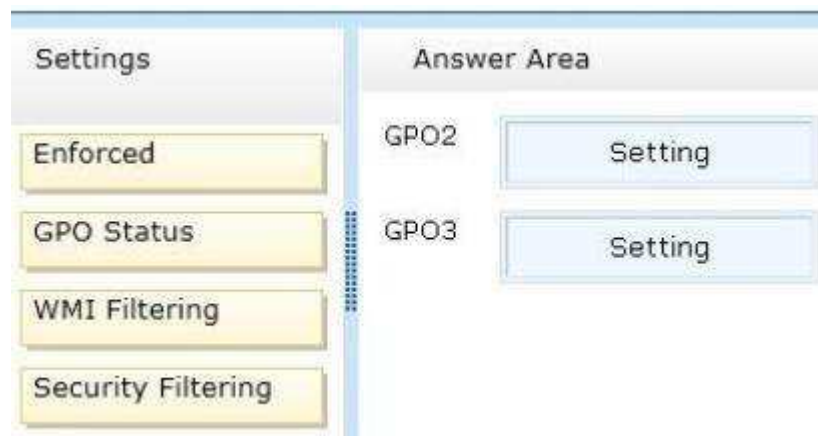 Settings
Enforced
GPO Status
WMI Filtering
Security Filtering
Answer Area
GPO2 Setting
GPO3 Setting